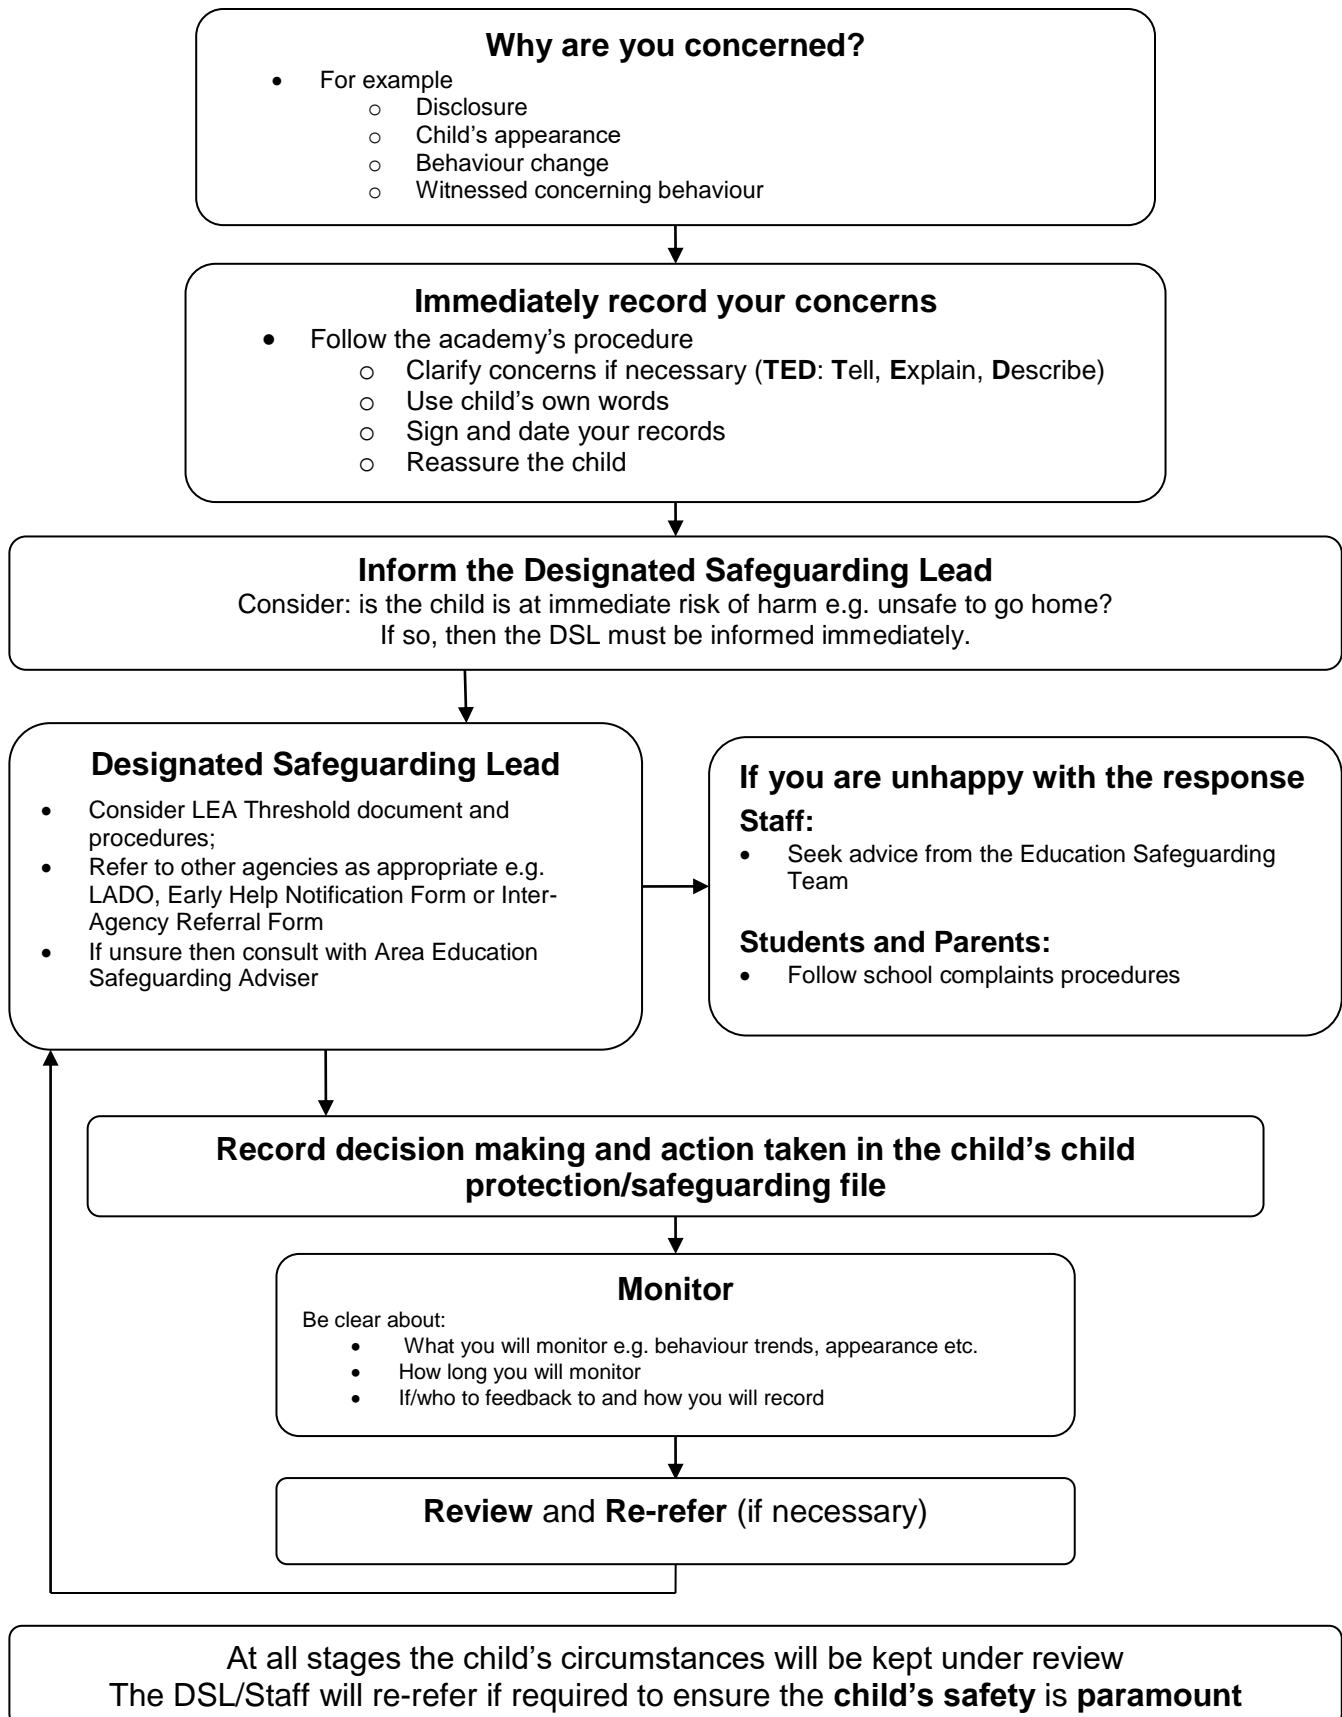 Why are you concerned?
• For example
o Disclosure
o Child's appearance
o Behaviour change
o Witnessed concerning behaviour
Immediately record your concerns
• Follow the academy's procedure
o Clarify concerns if necessary (TED: Tell, Explain, Describe)
o Use child's own words
o Sign and date your records
o Reassure the child
Inform the Designated Safeguarding Lead
Consider: is the child is at immediate risk of harm e.g. unsafe to go home?
If so, then the DSL must be informed immediately.
Designated Safeguarding Lead
• Consider LEA Threshold document and
procedures;
• Refer to other agencies as appropriate e.g.
LADO, Early Help Notification Form or Inter-
Agency Referral Form
• If unsure then consult with Area Education
Safeguarding Adviser
If you are unhappy with the response
Staff:
• Seek advice from the Education Safeguarding
Team
Students and Parents:
• Follow school complaints procedures
Record decision making and action taken in the child's child
protection/safeguarding file
Monitor
Be clear about:
• What you will monitor e.g. behaviour trends, appearance etc.
• How long you will monitor
• If/who to feedback to and how you will record
Review and Re-refer (if necessary)
At all stages the child's circumstances will be kept under review
The DSL/Staff will re-refer if required to ensure the child's safety is paramount